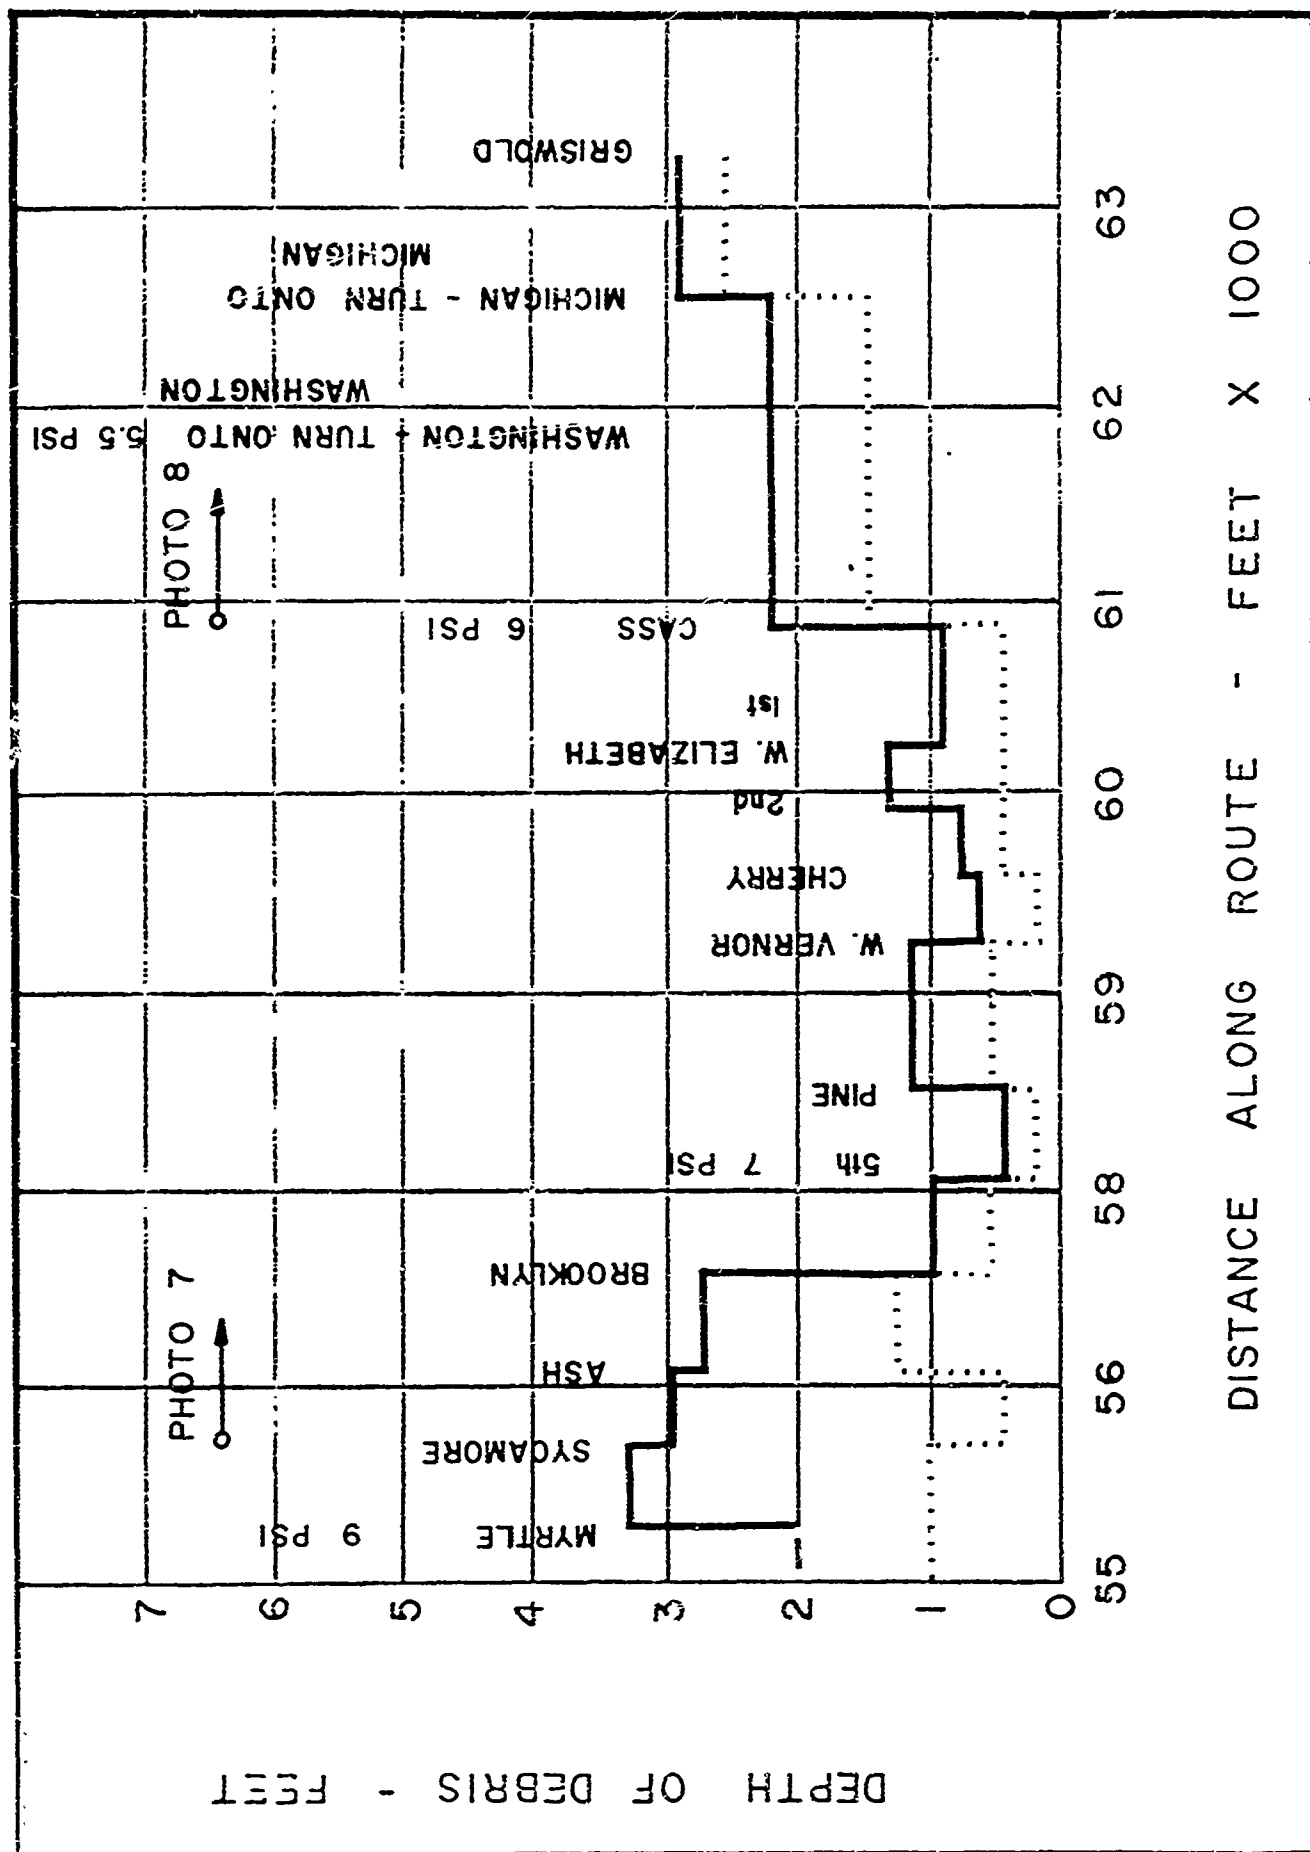 DEPTH OF DEBRIS - FEET
7
6
5
4
3
2
1
0
55
56
58
59
60
61
62
63
DISTANCE ALONG ROUTE - FEET X 1000
PHOTO 7
PHOTO 8
MYRTLE 9 PSI
SYCAMORE
ASH
BROOKLYN
5th 7 PSI
PINE
W. VERNOR
CHERRY
2nd
W. ELIZABETH
1st
CASS 6 PSI
WASHINGTON - TURN ONTO 5.5 PSI
WASHINGTON
MICHIGAN - TURN ONTO
MICHIGAN
GRISWOLD